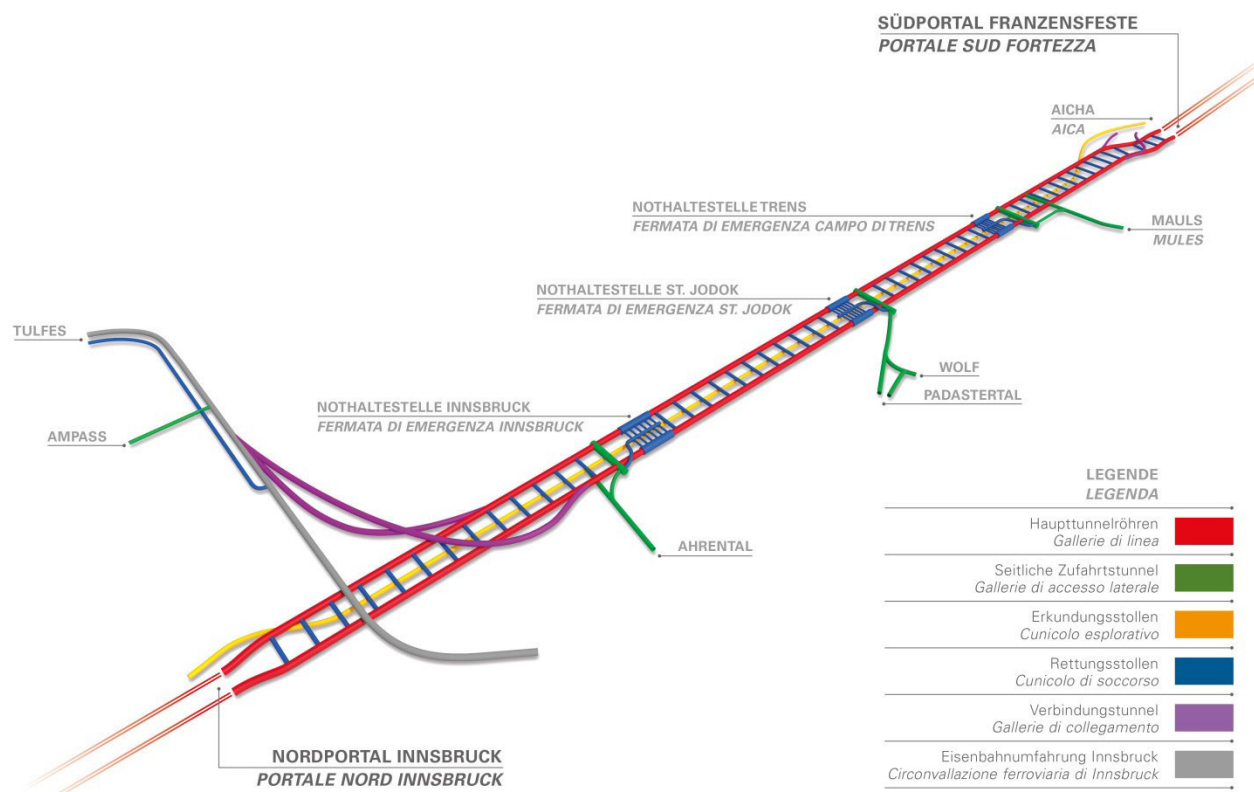 SÜDPORTAL FRANZENSFESTE
PORTALE SUD FORTEZZA
AICHA
AICA
NOTHALTESTELLE TRENS
FERMATA DI EMERGENZA CAMPO DI TRENS
MAULS
MULES
NOTHALTESTELLE ST. JODOK
FERMATA DI EMERGENZA ST. JODOK
TULFES
WOLF
PADASTERTAL
NOTHALTESTELLE INNSBRUCK
FERMATA DI EMERGENZA INNSBRUCK
AMPASS
AHRENTAL
NORDPORTAL INNSBRUCK
PORTALE NORD INNSBRUCK
LEGENDE
LEGENDA
Haupttunnelröhren
Gallerie di linea
Seitliche Zufahrtstunnel
Gallerie di accesso laterale
Erkundungsstollen
Cunicolo esplorativo
Rettungsstollen
Cunicolo di soccorso
Verbindungstunnel
Gallerie di collegamento
Eisenbahnumfahrung Innsbruck
Circonvallazione ferroviaria di Innsbruck